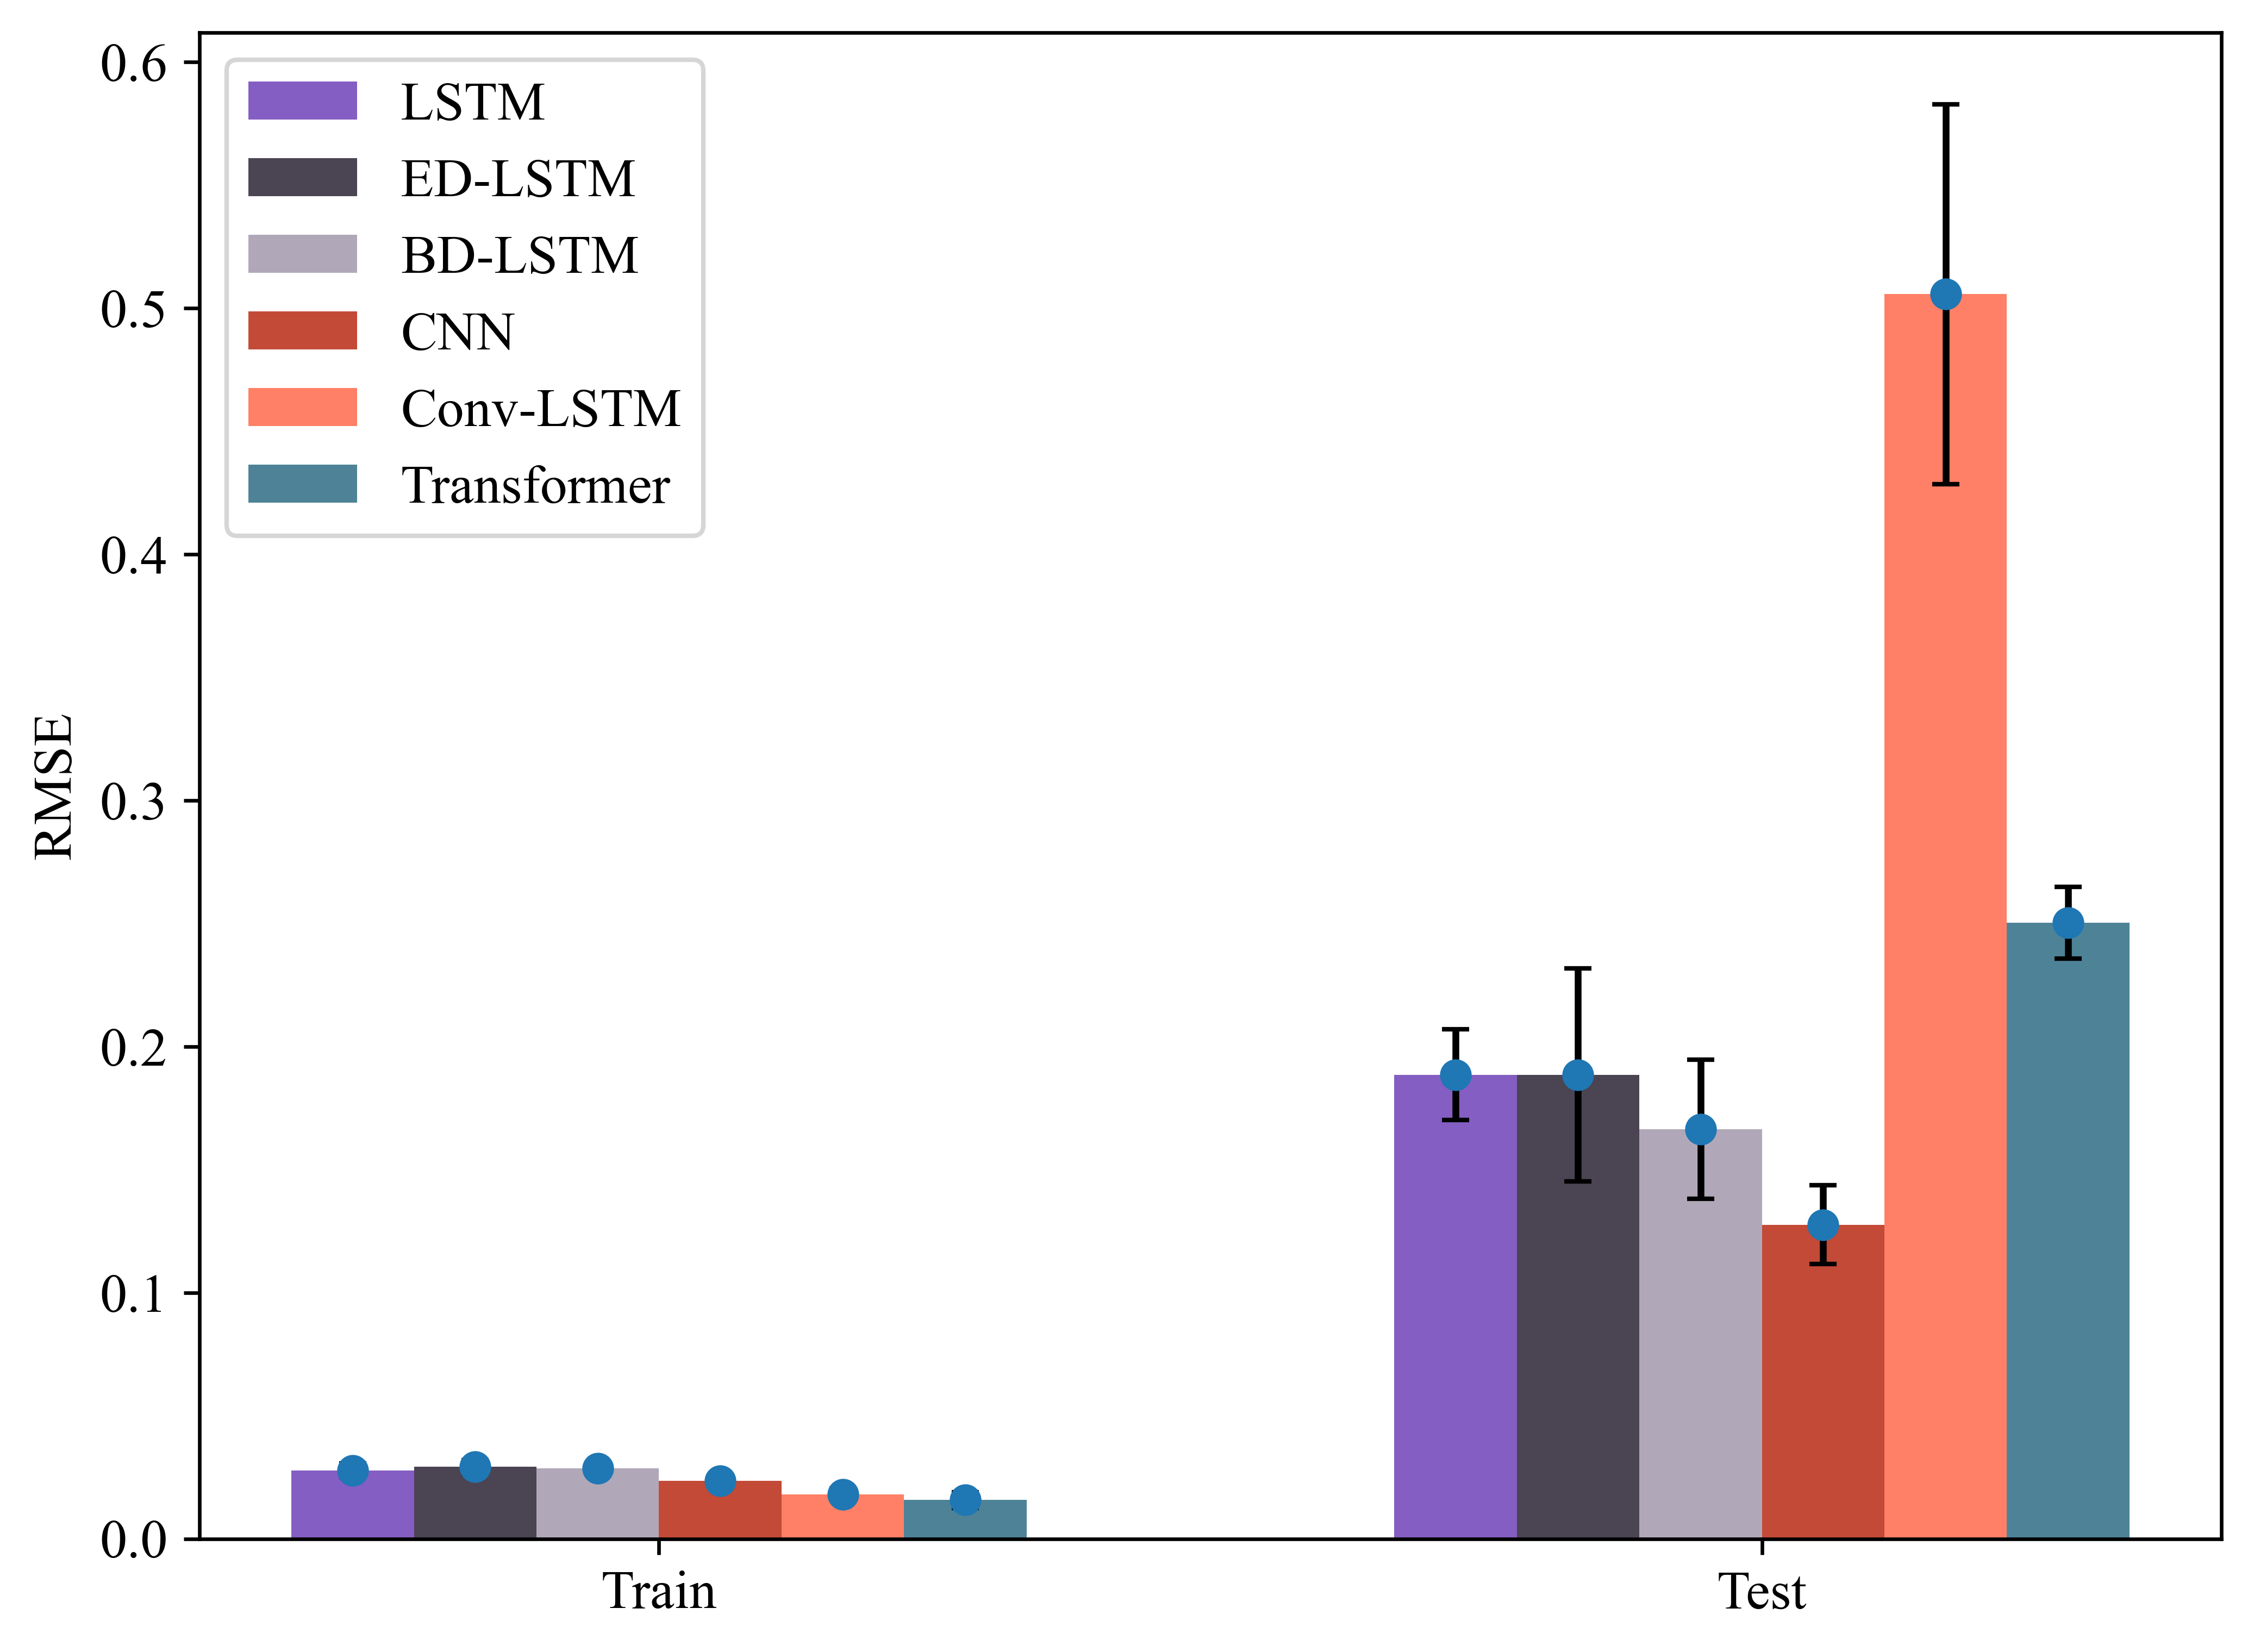 RMSE
0.6
0.5
0.4
0.3
0.2
0.1
0.0
LSTM
ED-LSTM
BD-LSTM
CNN
Conv-LSTM
Transformer
Train
Test